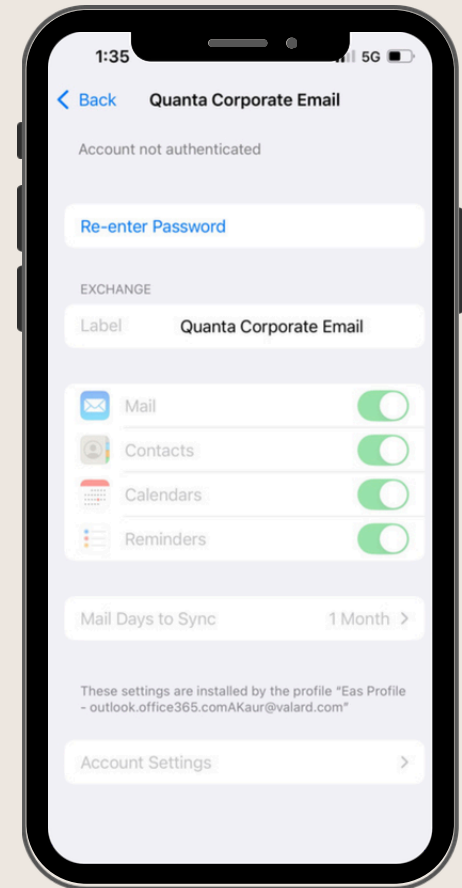 1:35
5G
Back
Quanta Corporate Email
Account not authenticated
Re-enter Password
EXCHANGE
Label Quanta Corporate Email
Mail
Contacts
Calendars
Reminders
Mail Days to Sync 1 Month
These settings are installed by the profile "Eas Profile
- outlook.office365.comAKaur@valard.com"
Account Settings